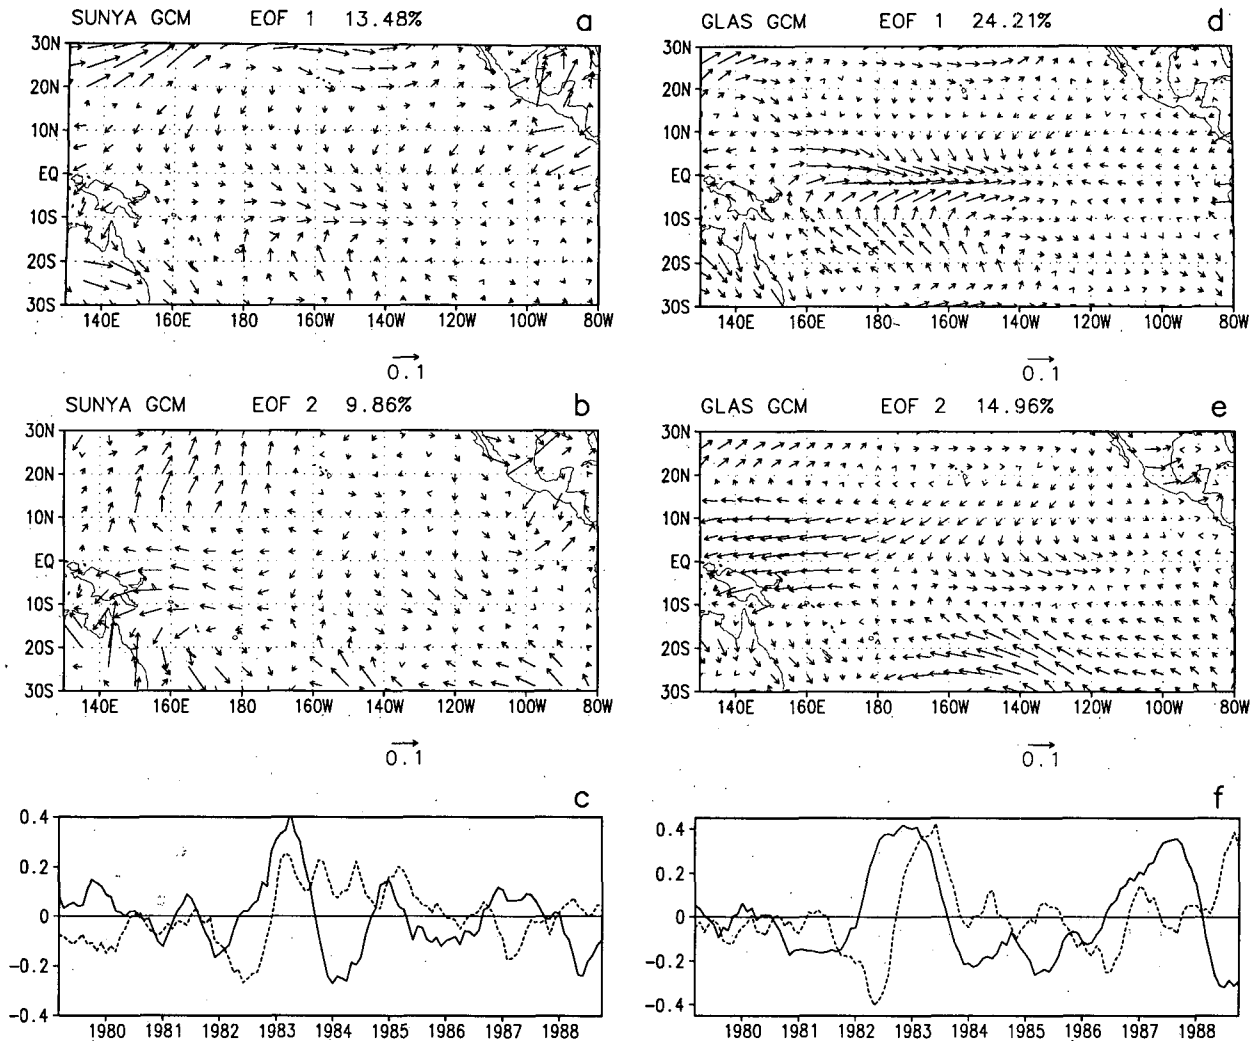 SUNYA GCM EOF 1 13.48% a
30N
20N
10N
EQ
10S
20S
30S
140E 160E 180 160W 140W 120W 100W 80W
0.1
GLAS GCM EOF 1 24.21% d
30N
20N
10N
EQ
10S
20S
30S
140E 160E 180 160W 140W 120W 100W 80W
0.1
SUNYA GCM EOF 2 9.86% b
30N
20N
10N
EQ
10S
20S
30S
140E 160E 180 160W 140W 120W 100W 80W
0.1
GLAS GCM EOF 2 14.96% e
30N
20N
10N
EQ
10S
20S
30S
140E 160E 180 160W 140W 120W 100W 80W
0.1
c
0.4
0.2
0
-0.2
-0.4
1980 1981 1982 1983 1984 1985 1986 1987 1988
f
0.4
0.2
0
-0.2
-0.4
1980 1981 1982 1983 1984 1985 1986 1987 1988